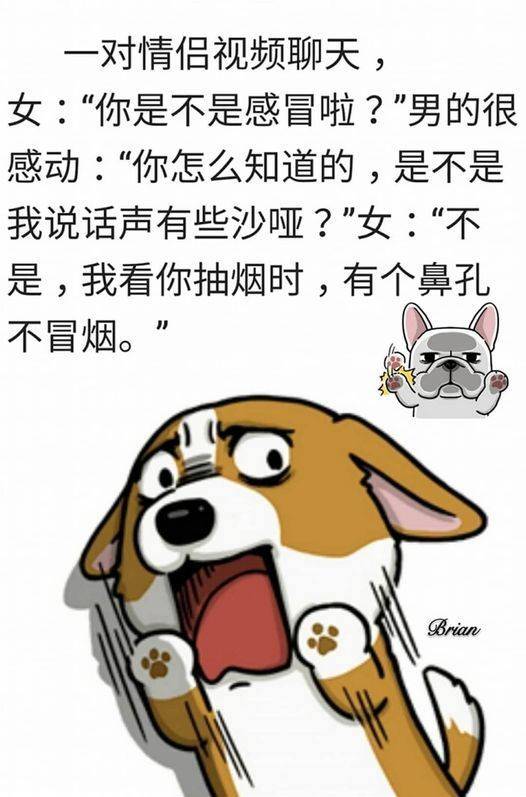 一对情侣视频聊天，
女：“你是不是感冒啦？”男的很
感动：“你怎么知道的，是不是
我说话声有些沙哑？”女：“不
是，我看你抽烟时，有个鼻孔
不冒烟。”
Brian